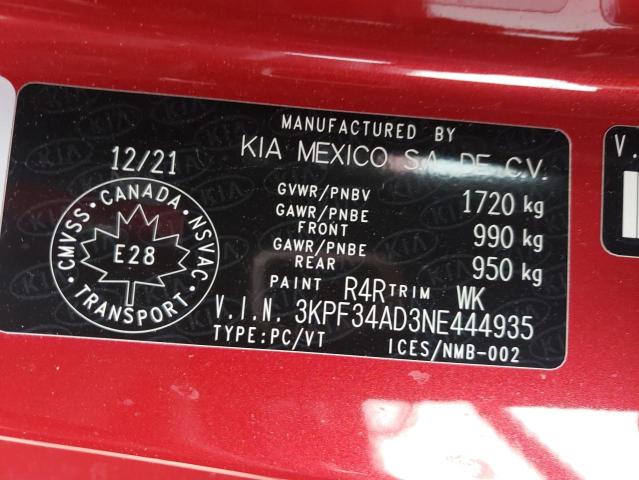 MANUFACTURED BY
KIA MEXICO S.A. DE C.V.
12/21
GVWR/PNBV 1720 kg
GAWR/PNBE FRONT 990 kg
GAWR/PNBE REAR 950 kg
PAINT R4R TRIM WK
V.I.N. 3KPF34AD3NE444935
TYPE:PC/VT ICES/NMB-002
CMVSS · CANADA · NSVAC
E28
TRANSPORT
V.